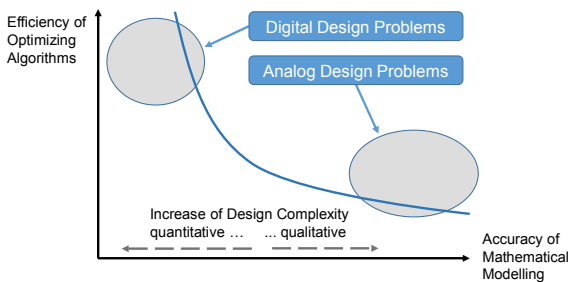 Efficiency of
Optimizing
Algorithms
Digital Design Problems
Analog Design Problems
Increase of Design Complexity
quantitative … ... qualitative
Accuracy of
Mathematical
Modelling